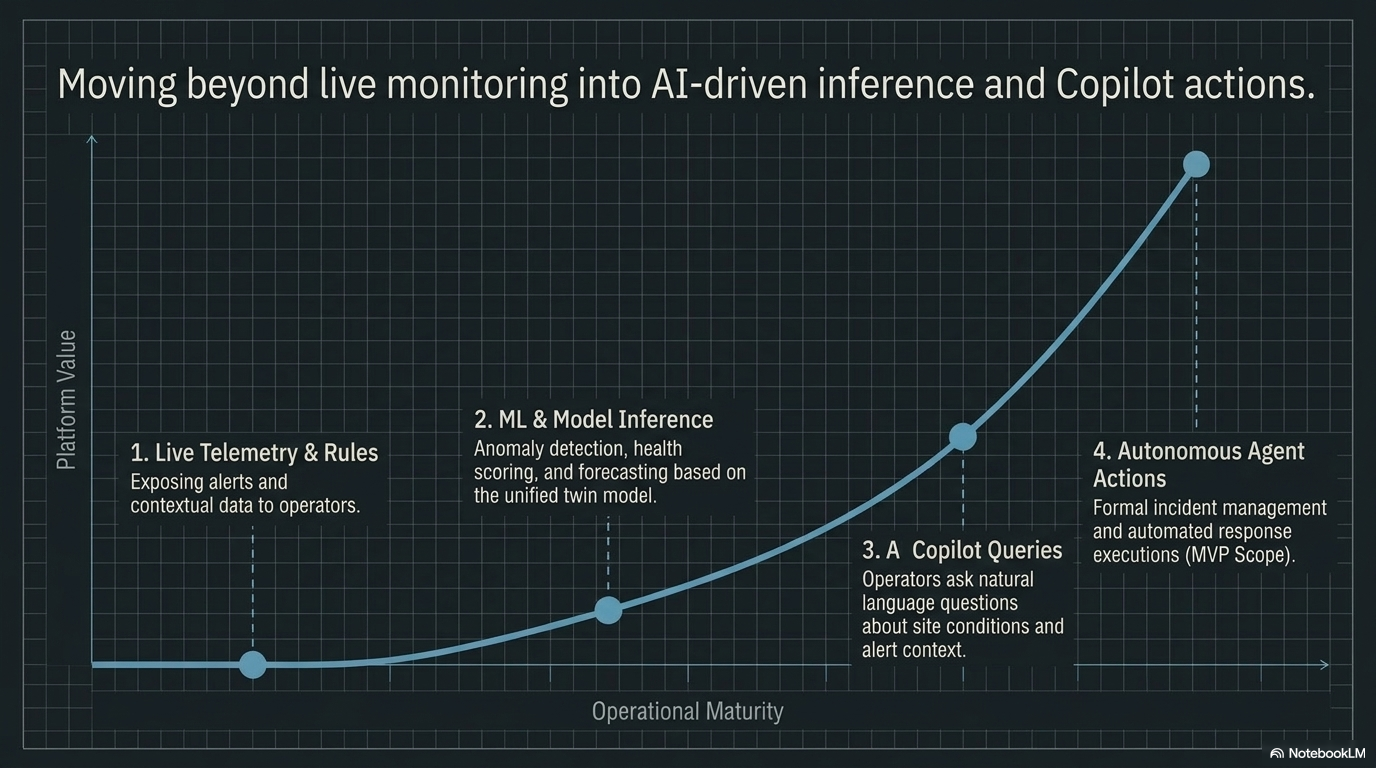 Moving beyond live monitoring into AI-driven inference and Copilot actions.
Platform Value
1. Live Telemetry & Rules
Exposing alerts and
contextual data to operators.
2. ML & Model Inference
Anomaly detection, health
scoring, and forecasting based on
the unified twin model.
3. A  Copilot Queries
Operators ask natural
language questions
about site conditions and
alert context.
4. Autonomous Agent
Actions
Formal incident management
and automated response
executions (MVP Scope).
Operational Maturity
NotebookLM